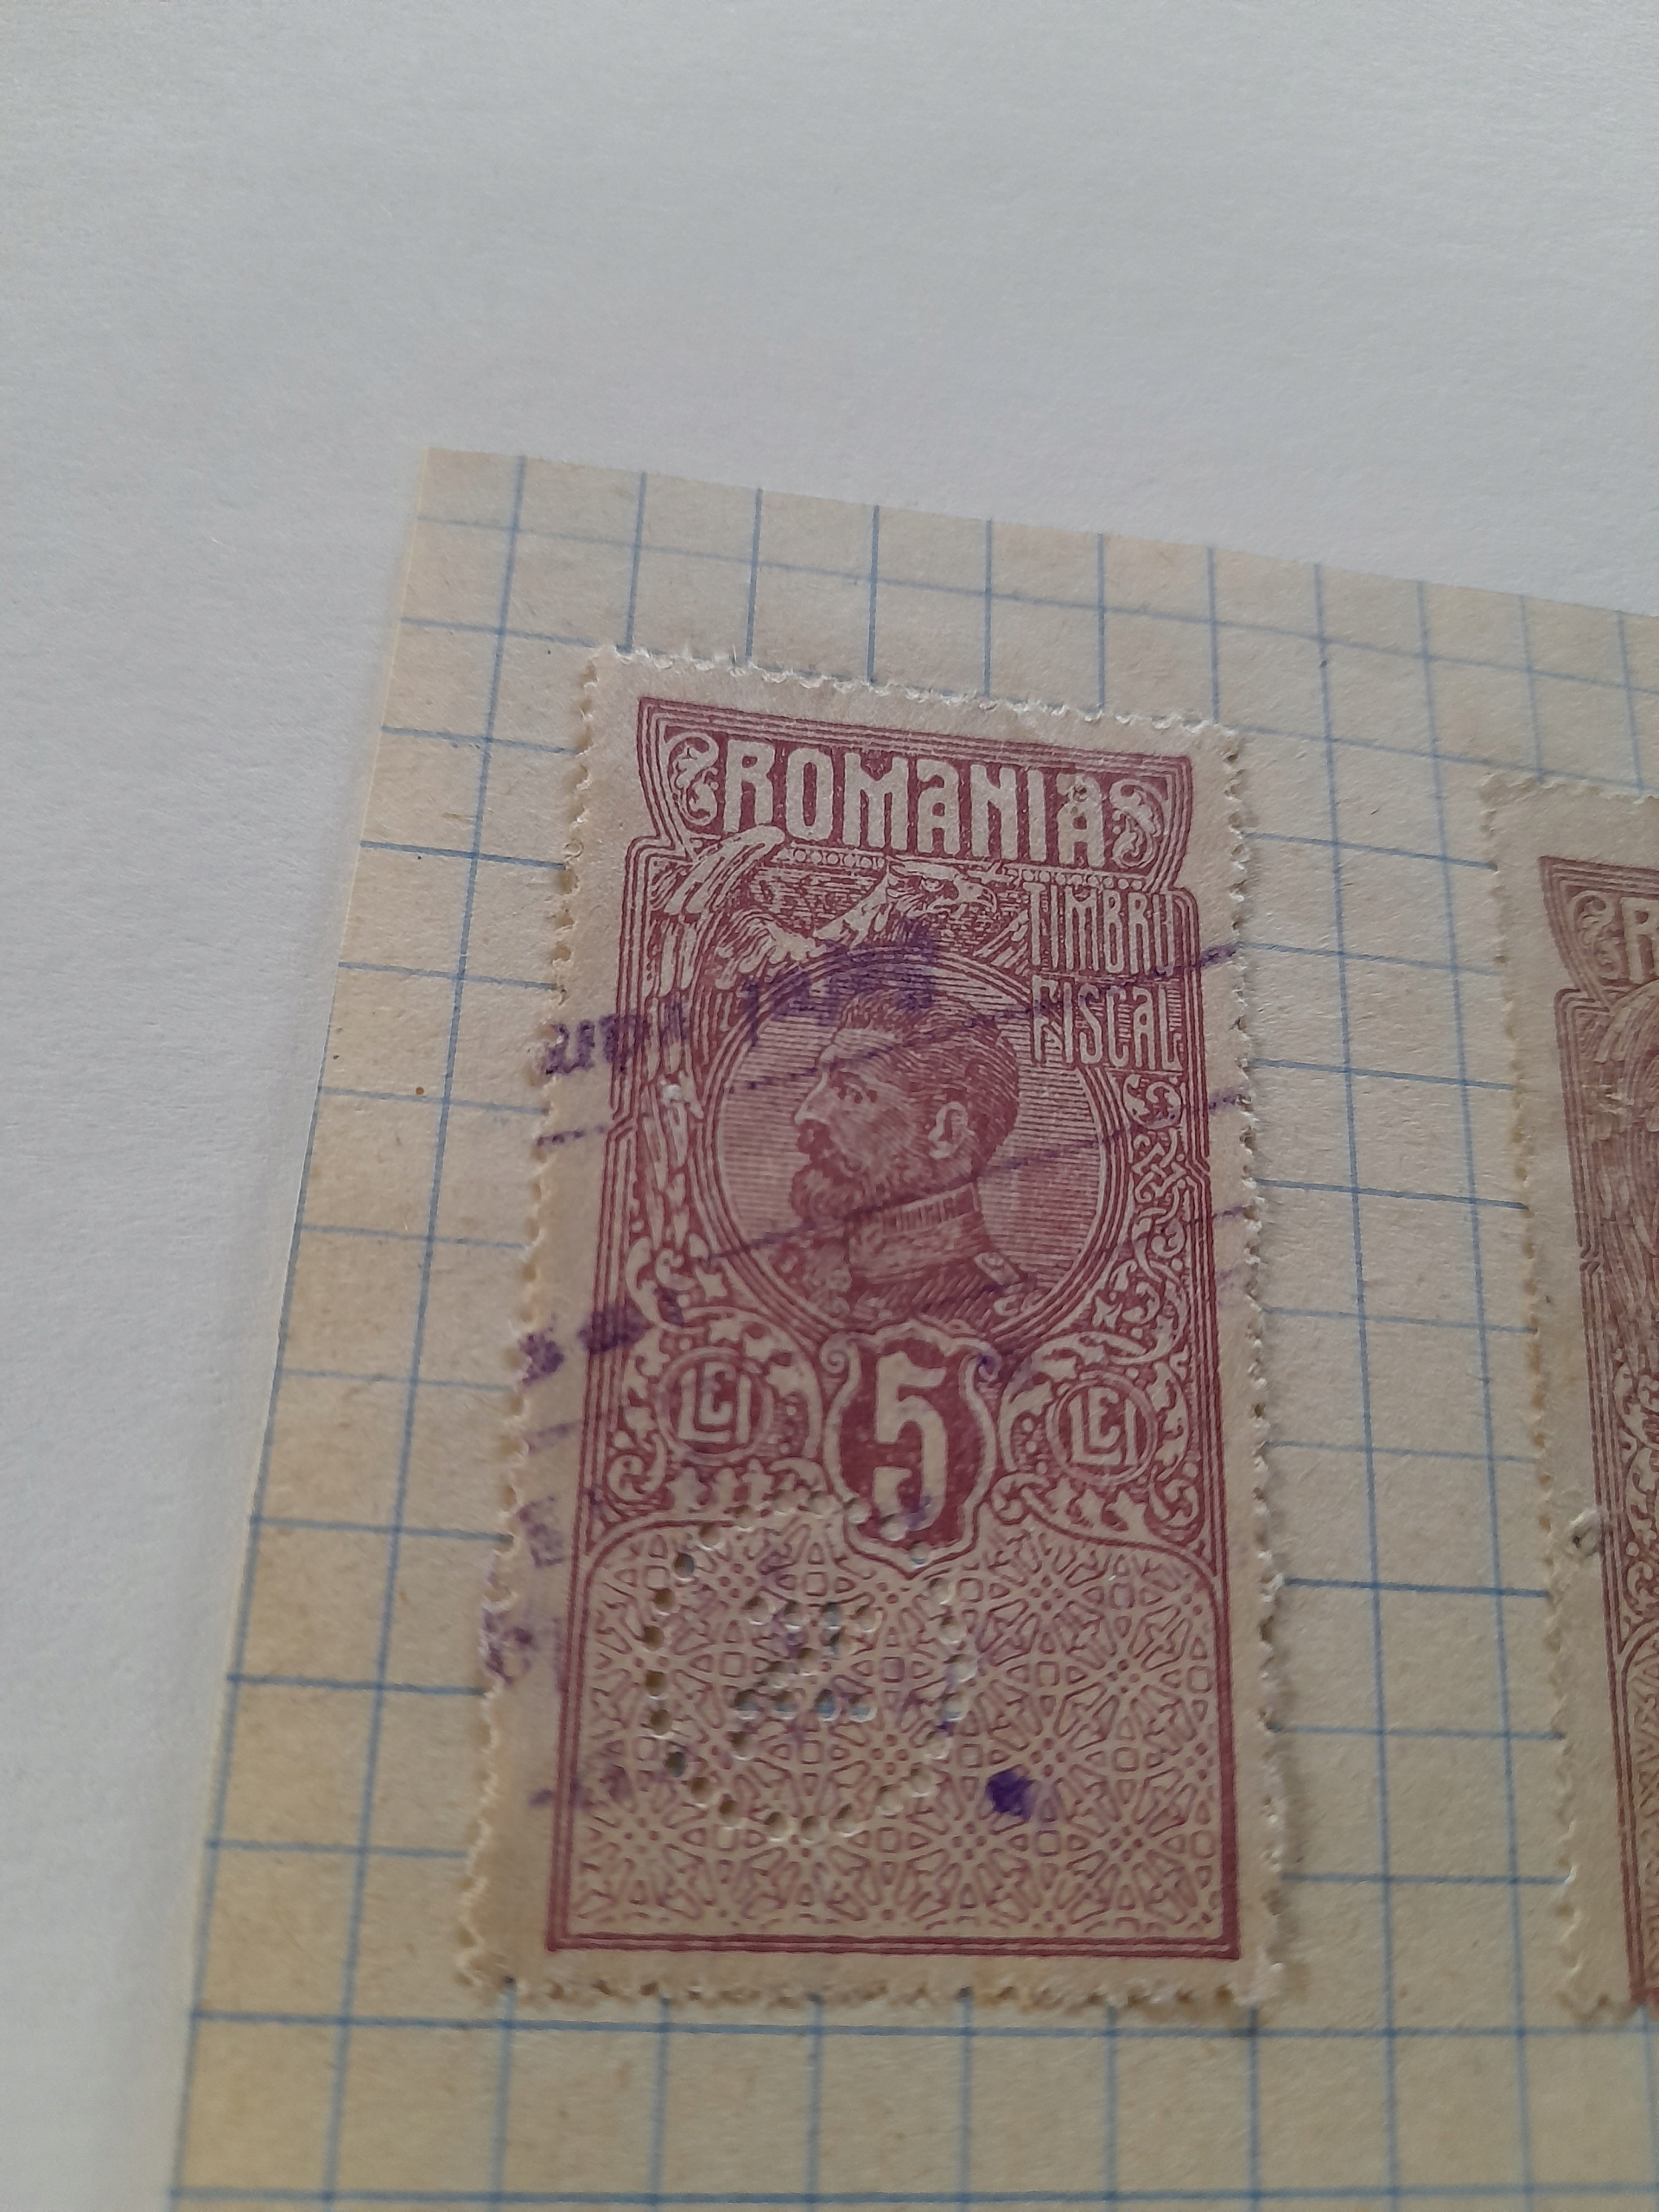 ROMANIA
TIMBRU
FISCAL
LEI 5 LEI
R